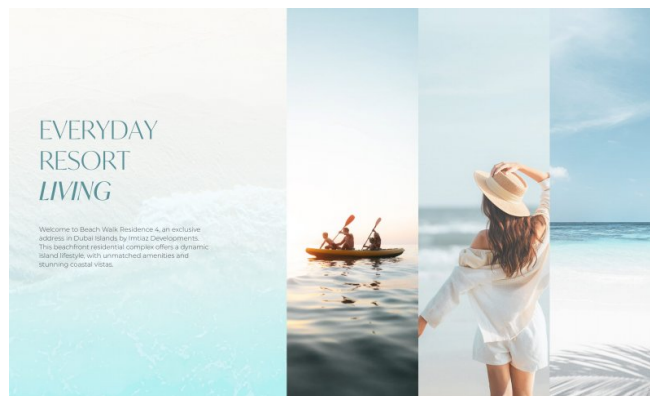 EVERYDAY
RESORT
LIVING
Welcome to Beach Walk Residence 4, an exclusive
address in Dubai Islands by Imtiaz Developments.
This beachfront residential complex offers a dynamic
island lifestyle, with unmatched amenities and
stunning coastal vistas.